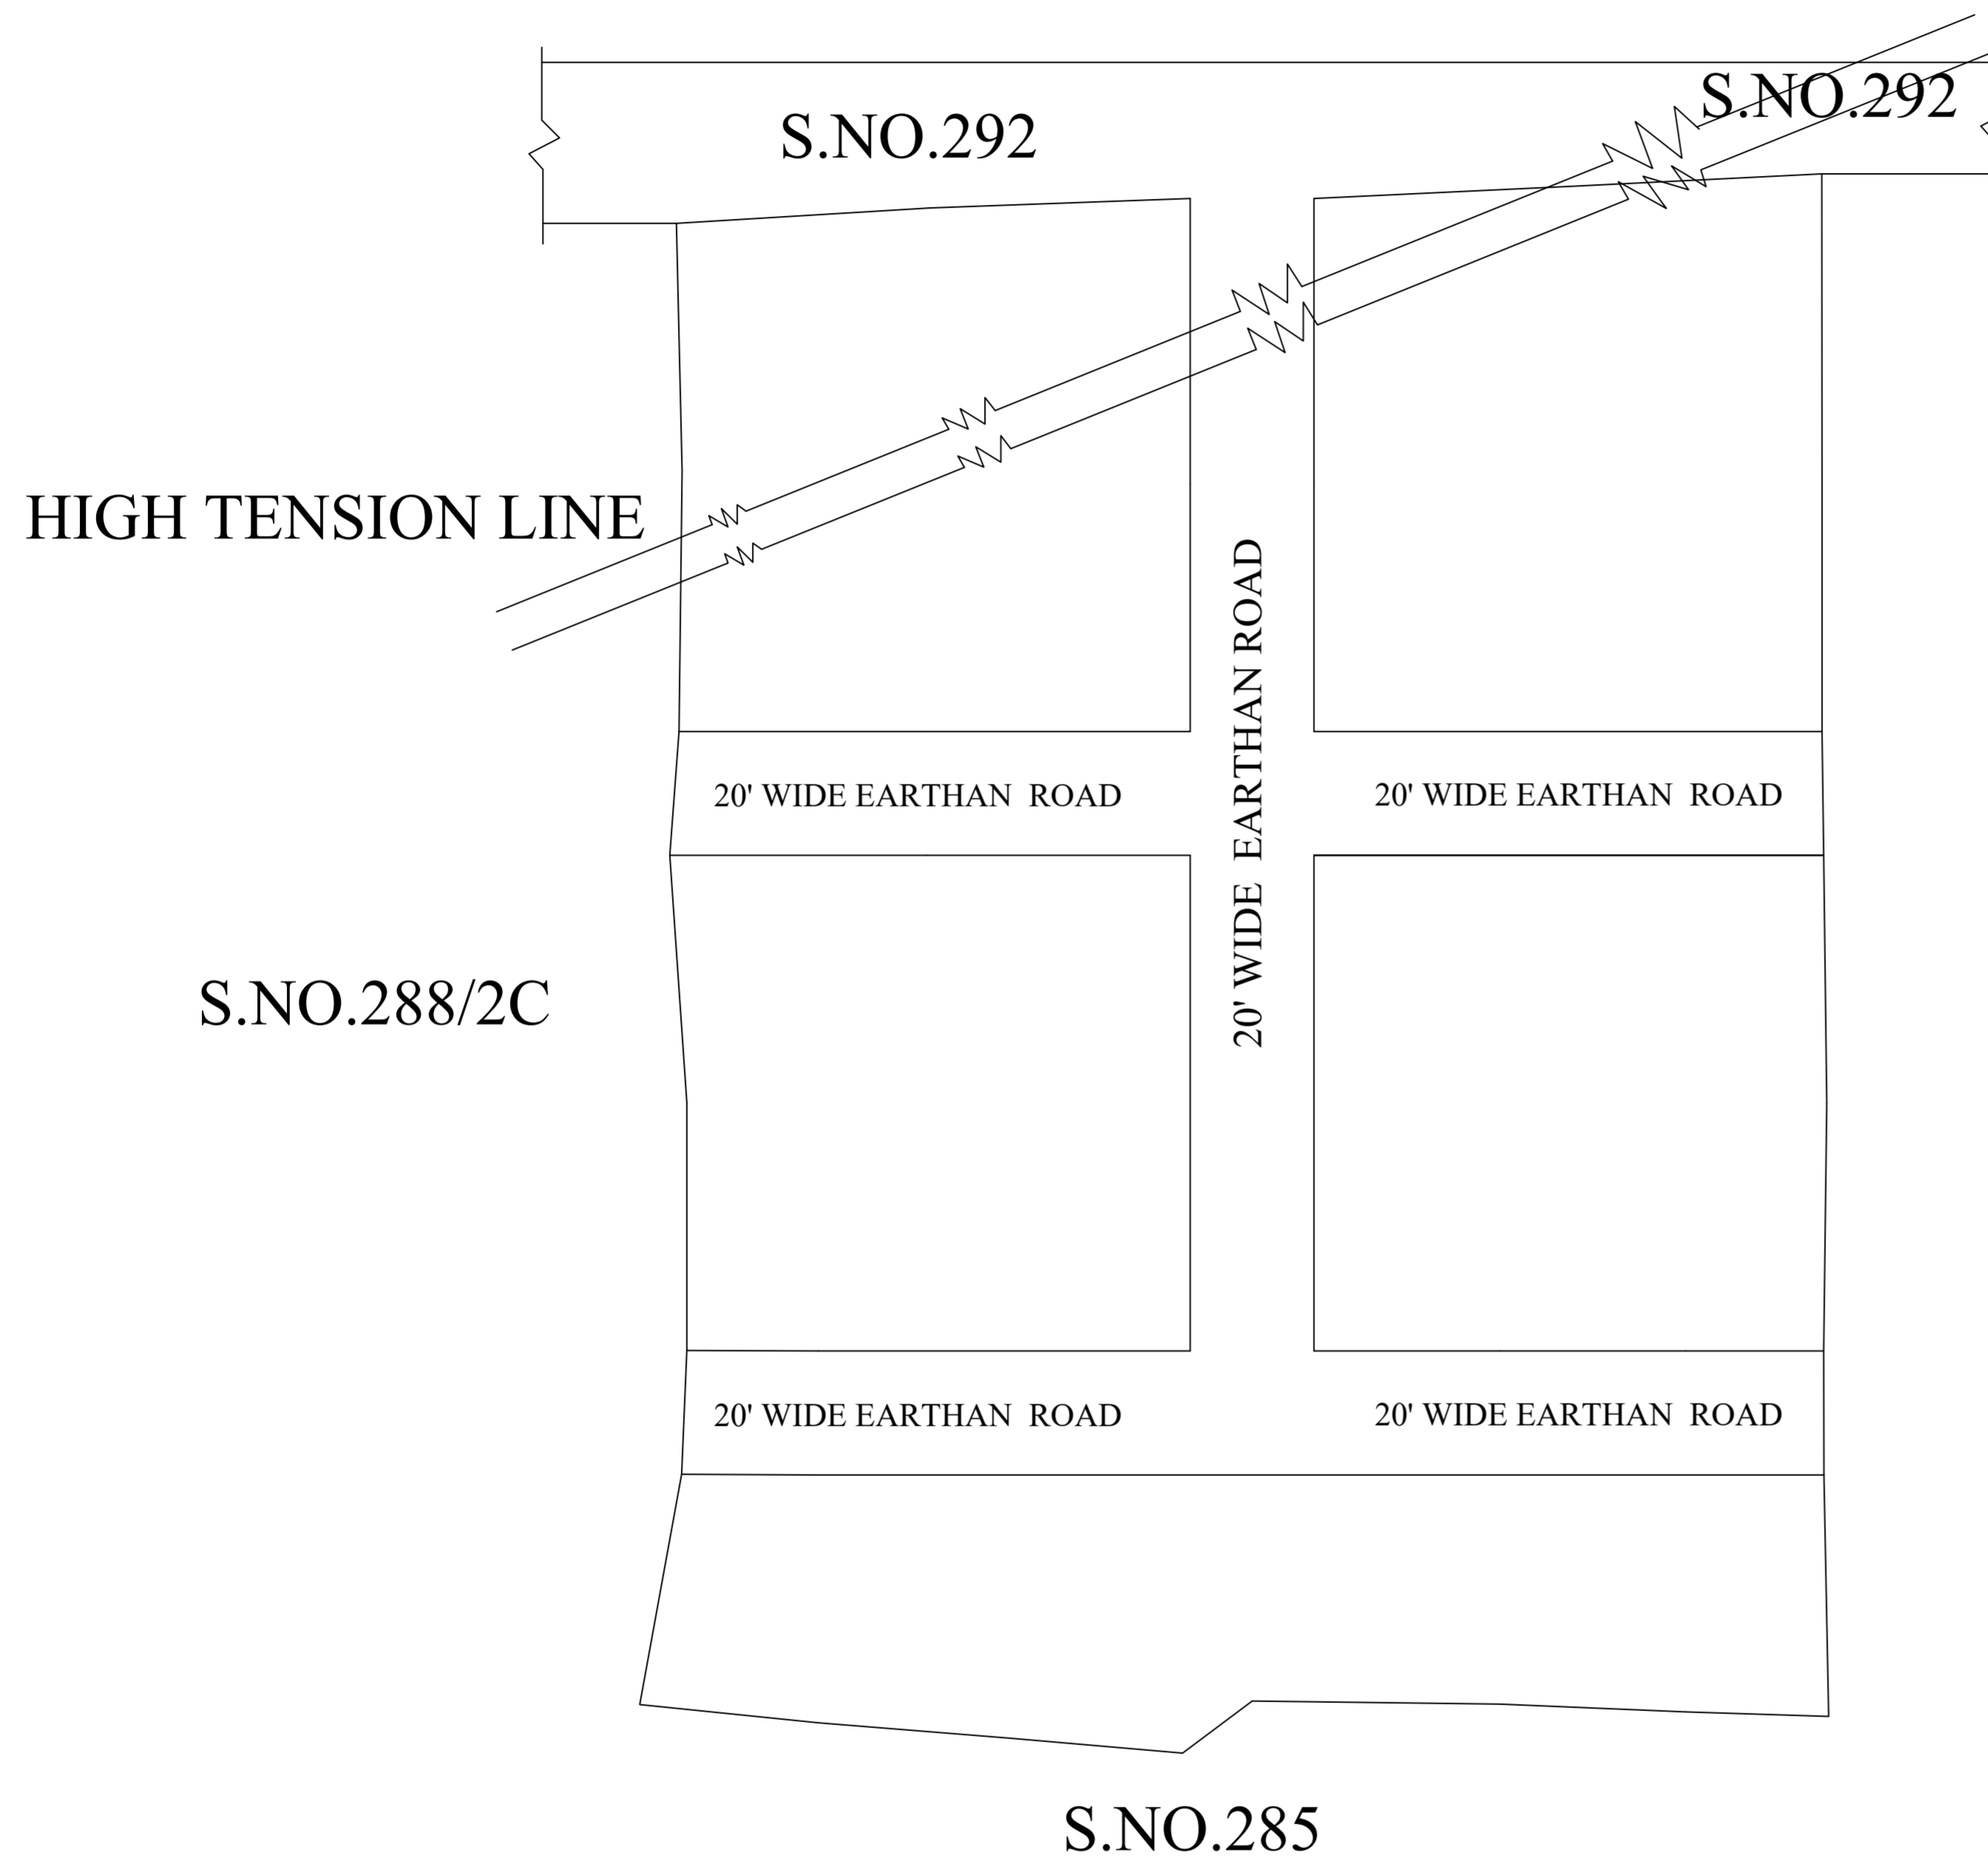 S.NO.292
S.NO.292
HIGH TENSION LINE
20' WIDE EARTHAN ROAD
20' WIDE EARTHAN ROAD
20' WIDE EARTHAN ROAD
S.NO.288/2C
20' WIDE EARTHAN ROAD
20' WIDE EARTHAN ROAD
S.NO.285